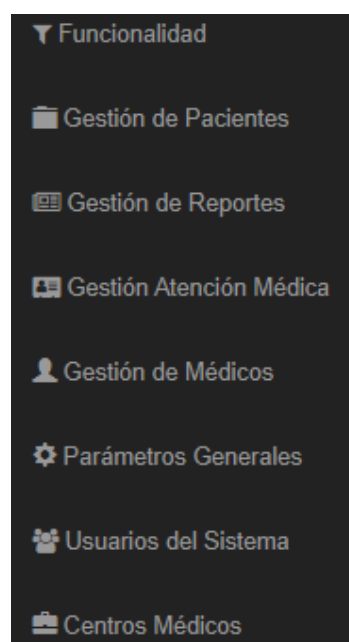 Funcionalidad
Gestión de Pacientes
Gestión de Reportes
Gestión Atención Médica
Gestión de Médicos
Parámetros Generales
Usuarios del Sistema
Centros Médicos